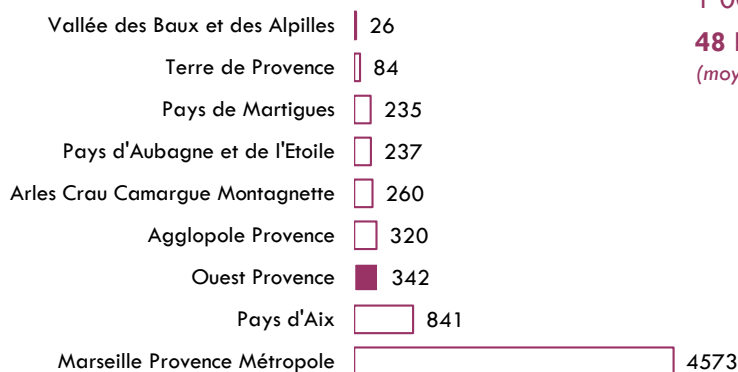 Vallée des Baux et des Alpilles 26
Terre de Provence 84
Pays de Martigues 235
Pays d'Aubagne et de l'Etoile 237
Arles Crau Camargue Montagnette 260
Agglopole Provence 320
Ouest Provence 342
Pays d'Aix 841
Marseille Provence Métropole 4573
48
(moy